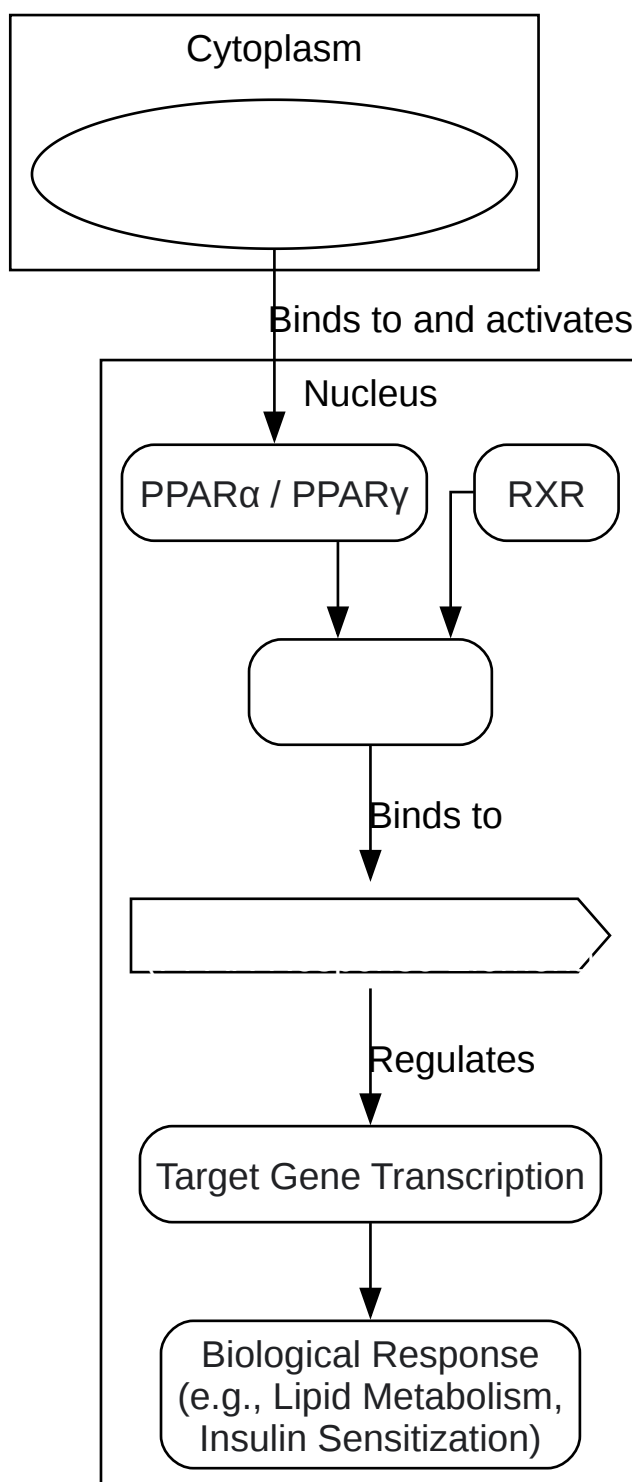 Cytoplasm
Binds to and activates
Nucleus
PPARα / PPARγ
RXR
Binds to
Regulates
Target Gene Transcription
Biological Response
(e.g., Lipid Metabolism,
Insulin Sensitization)